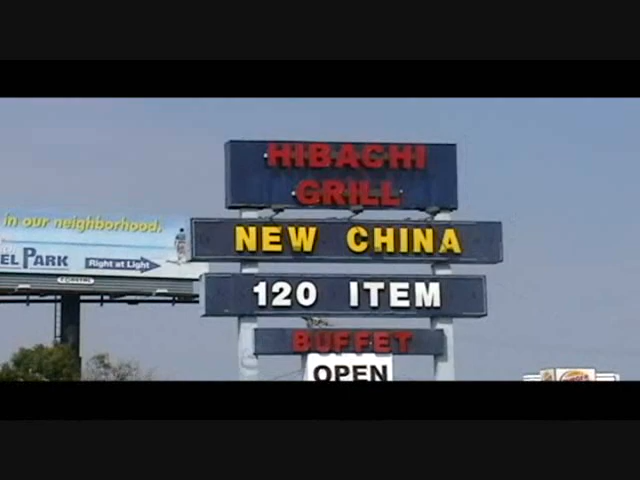 HIBACHI
GRILL
NEW CHINA
120 ITEM
BUFFET
OPEN
in our neighborhood.
EL PARK
Right at Light